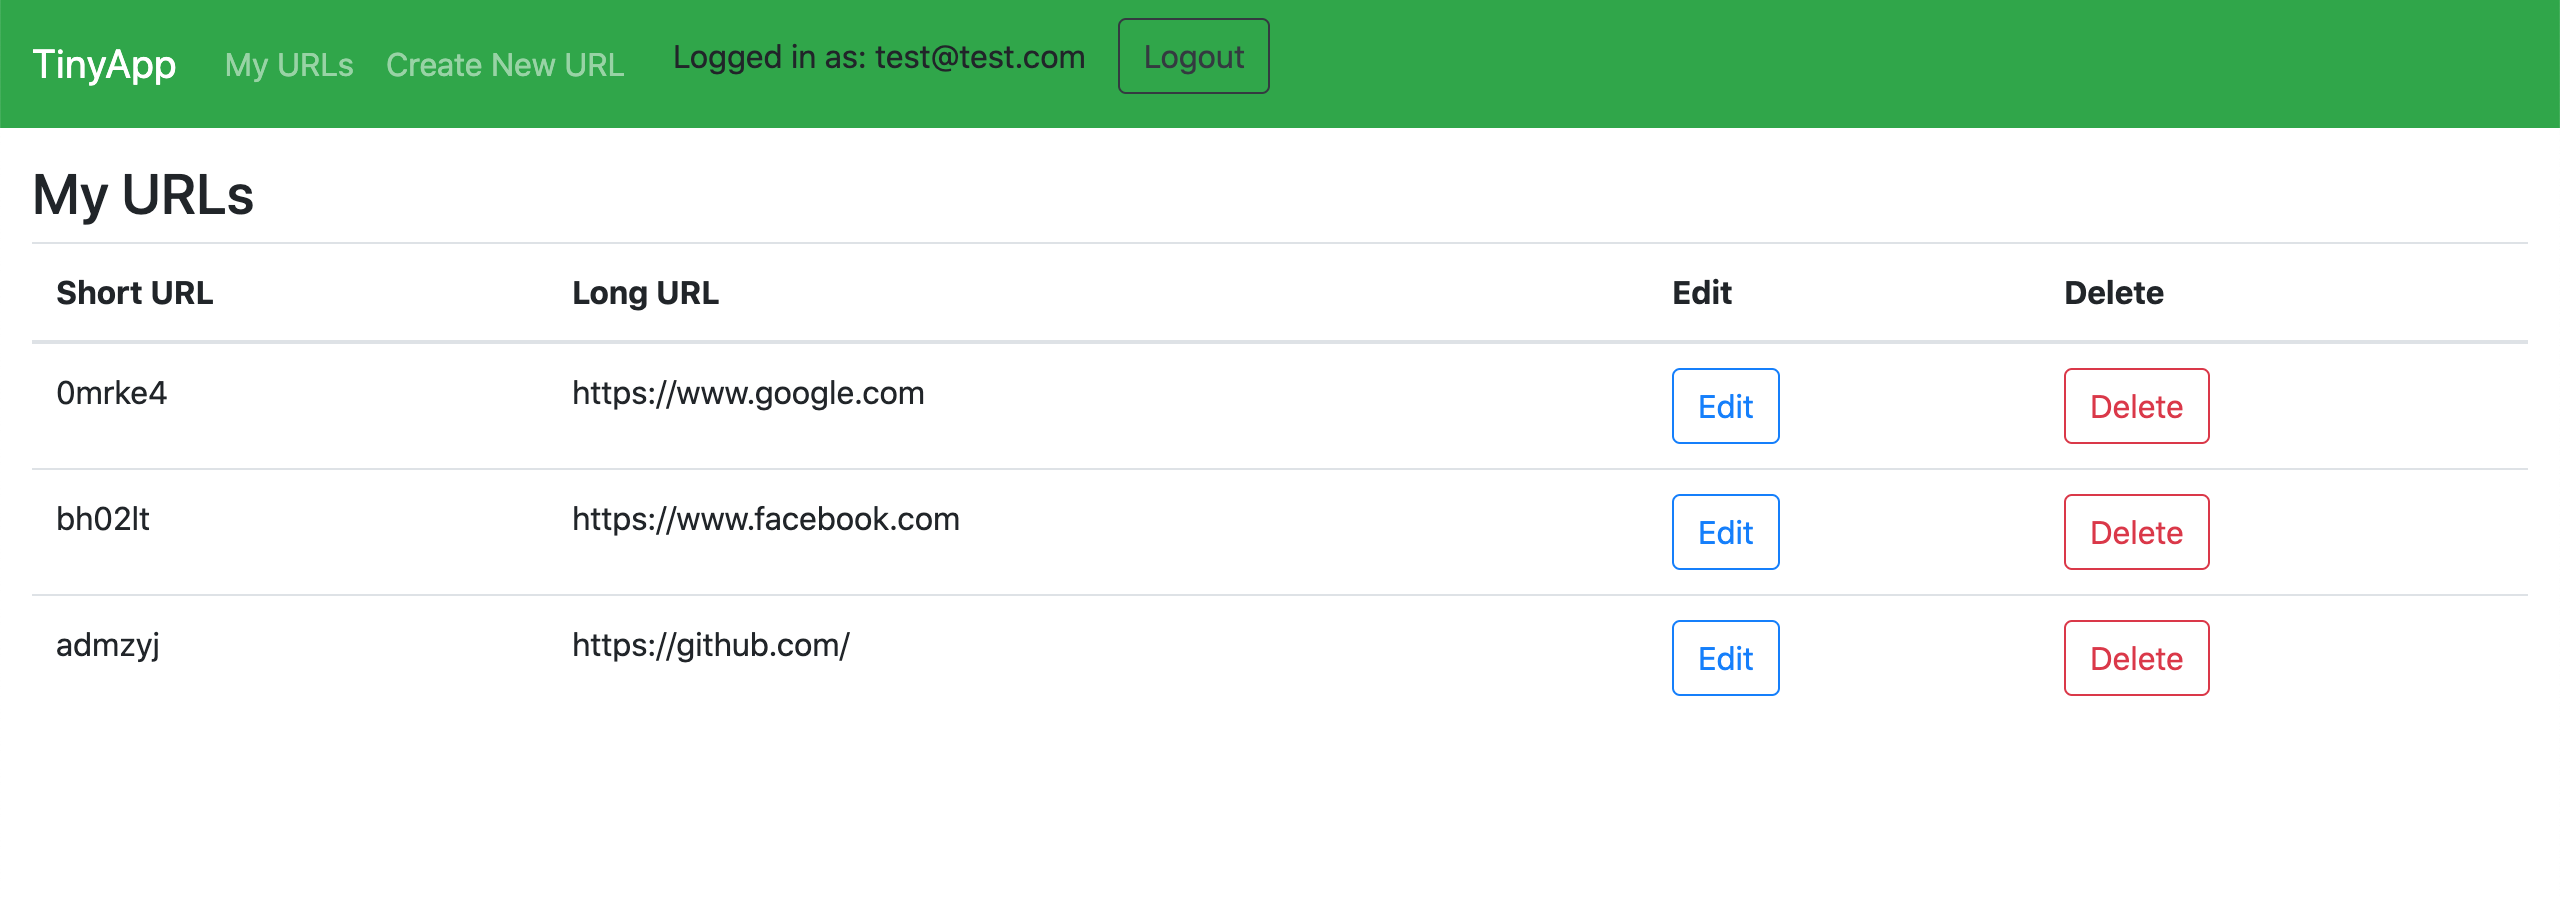 TinyApp My URLs Create New URL Logged in as: test@test.com Logout
My URLs
Short URL Long URL Edit Delete
0mrke4 https://www.google.com Edit Delete
bh02lt https://www.facebook.com Edit Delete
admzyj https://github.com/ Edit Delete